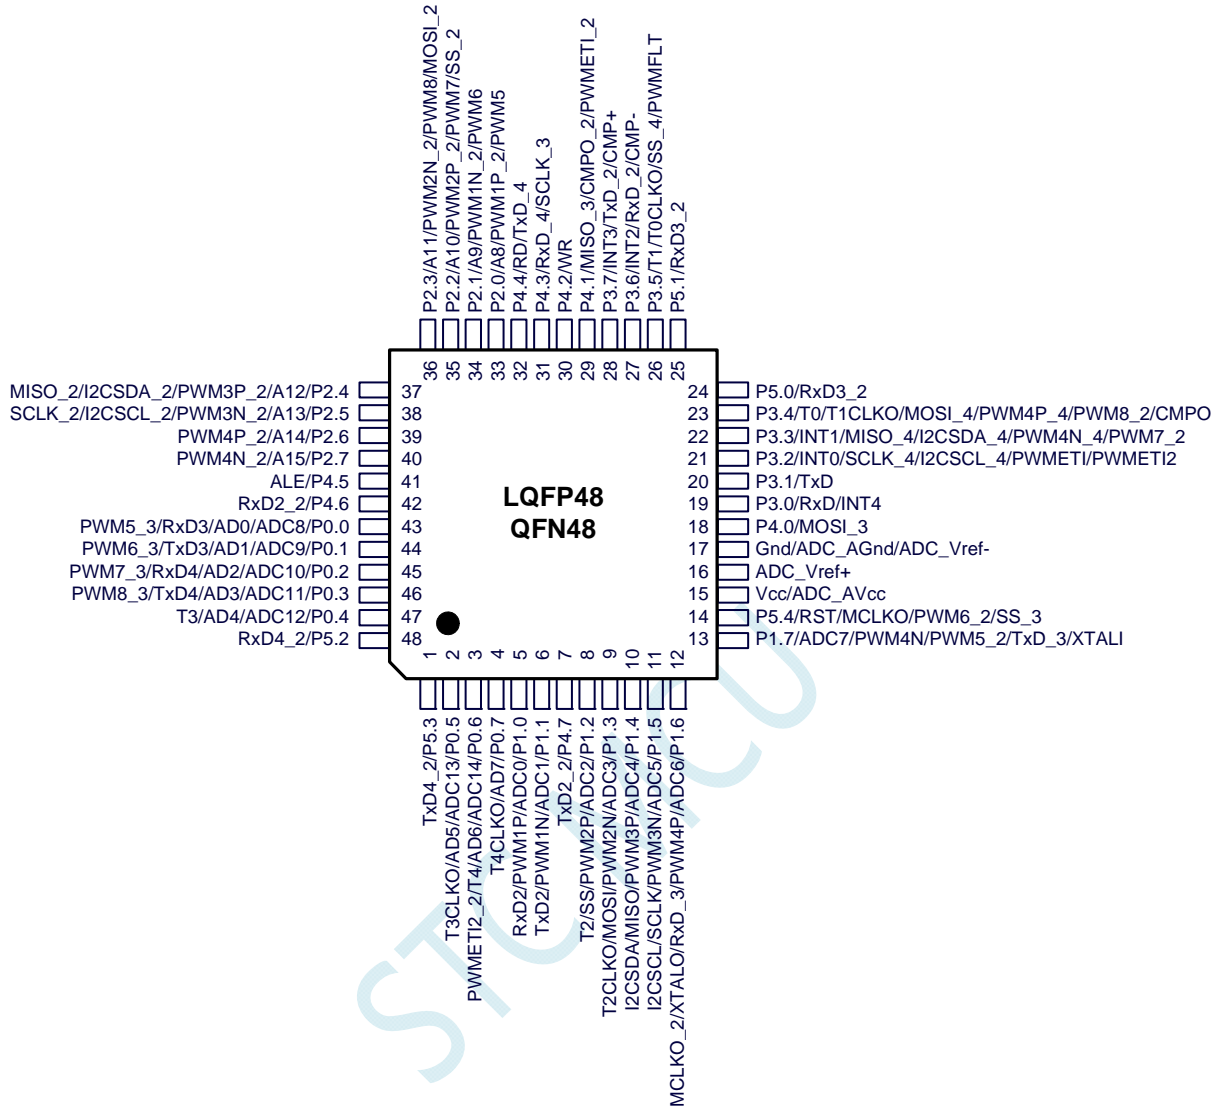 P2.3/A11/PWM2N_2/PWM8/MOSI_2
P2.2/A10/PWM2P_2/PWM7/SS_2
P2.1/A9/PWM1N_2/PWM6
P2.0/A8/PWM1P_2/PWM5
P4.4/RD/TxD_4
P4.3/RxD_4/SCLK_3
P4.2/WR
P4.1/MISO_3/CMPO_2/PWMETI_2
P3.7/INT3/TxD_2/CMP+
P3.6/INT2/RxD_2/CMP-
P3.5/T1/T0CLKO/SS_4/PWMFLT
P5.1/RxD3_2
36 35 34 33 32 31 30 29 28 27 26 25
MISO_2/I2CSDA_2/PWM3P_2/A12/P2.4 37
SCLK_2/I2CSCL_2/PWM3N_2/A13/P2.5 38
PWM4P_2/A14/P2.6 39
PWM4N_2/A15/P2.7 40
ALE/P4.5 41
RxD2_2/P4.6 42
PWM5_3/RxD3/AD0/ADC8/P0.0 43
PWM6_3/TxD3/AD1/ADC9/P0.1 44
PWM7_3/RxD4/AD2/ADC10/P0.2 45
PWM8_3/TxD4/AD3/ADC11/P0.3 46
T3/AD4/ADC12/P0.4 47
RxD4_2/P5.2 48
LQFP48
QFN48
24 P5.0/RxD3_2
23 P3.4/T0/T1CLKO/MOSI_4/PWM4P_4/PWM8_2/CMPO
22 P3.3/INT1/MISO_4/I2CSDA_4/PWM4N_4/PWM7_2
21 P3.2/INT0/SCLK_4/I2CSCL_4/PWMETI/PWMETI2
20 P3.1/TxD
19 P3.0/RxD/INT4
18 P4.0/MOSI_3
17 Gnd/ADC_AGnd/ADC_Vref-
16 ADC_Vref+
15 Vcc/ADC_AVcc
14 P5.4/RST/MCLKO/PWM6_2/SS_3
13 P1.7/ADC7/PWM4N/PWM5_2/TxD_3/XTALI
1 2 3 4 5 6 7 8 9 10 11 12
TxD4_2/P5.3
T3CLKO/AD5/ADC13/P0.5
PWMETI2_2/T4/AD6/ADC14/P0.6
T4CLKO/AD7/P0.7
RxD2/PWM1P/ADC0/P1.0
TxD2/PWM1N/ADC1/P1.1
TxD2_2/P4.7
T2/SS/PWM2P/ADC2/P1.2
T2CLKO/MOSI/PWM2N/ADC3/P1.3
I2CSDA/MISO/PWM3P/ADC4/P1.4
I2CSCL/SCLK/PWM3N/ADC5/P1.5
MCLKO_2/XTALO/RxD_3/PWM4P/ADC6/P1.6
STCMCU